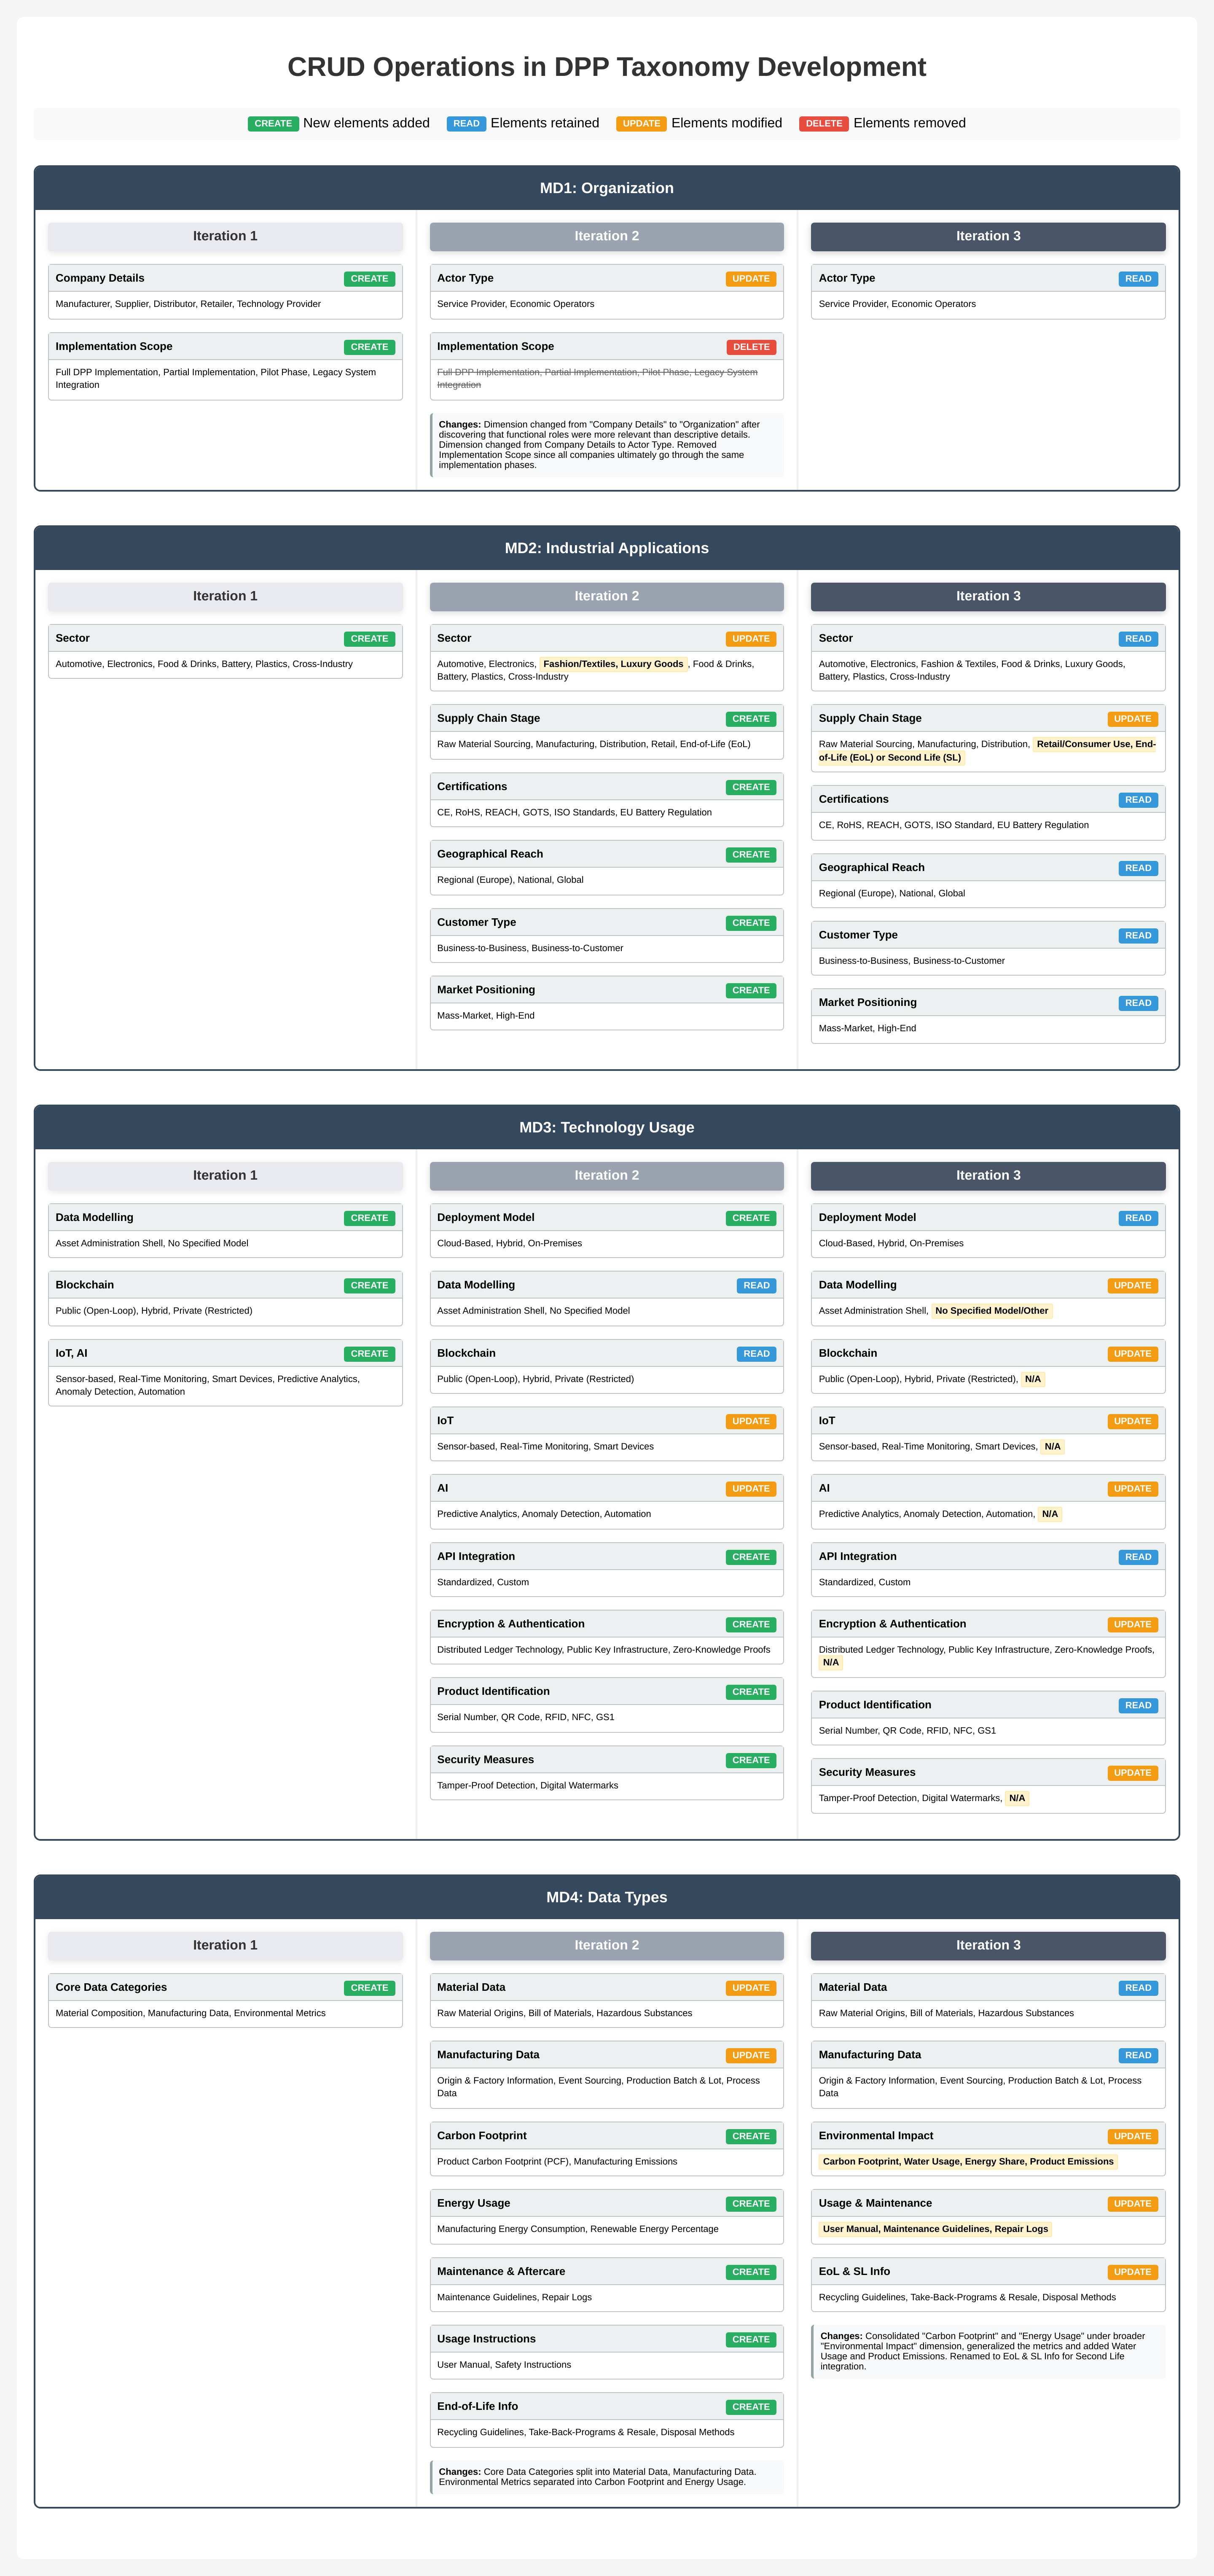 CRUD Operations in DPP Taxonomy Development
CREATE New elements added READ Elements retained UPDATE Elements modified DELETE Elements removed
MD1: Organization
Iteration 1
Company Details CREATE
Manufacturer, Supplier, Distributor, Retailer, Technology Provider
Implementation Scope CREATE
Full DPP Implementation, Partial Implementation, Pilot Phase, Legacy System
Integration
Iteration 2
Actor Type UPDATE
Service Provider, Economic Operators
Implementation Scope DELETE
Full DPP Implementation, Partial Implementation, Pilot Phase, Legacy System
Integration
Changes: Dimension changed from "Company Details" to "Organization" after
discovering that functional roles were more relevant than descriptive details.
Dimension changed from Company Details to Actor Type. Removed
Implementation Scope since all companies ultimately go through the same
implementation phases.
Iteration 3
Actor Type READ
Service Provider, Economic Operators
MD2: Industrial Applications
Iteration 1
Sector CREATE
Automotive, Electronics, Food & Drinks, Battery, Plastics, Cross-Industry
Iteration 2
Sector UPDATE
Automotive, Electronics, Fashion/Textiles, Luxury Goods , Food & Drinks,
Battery, Plastics, Cross-Industry
Supply Chain Stage CREATE
Raw Material Sourcing, Manufacturing, Distribution, Retail, End-of-Life (EoL)
Certifications CREATE
CE, RoHS, REACH, GOTS, ISO Standards, EU Battery Regulation
Geographical Reach CREATE
Regional (Europe), National, Global
Customer Type CREATE
Business-to-Business, Business-to-Customer
Market Positioning CREATE
Mass-Market, High-End
Iteration 3
Sector READ
Automotive, Electronics, Fashion & Textiles, Food & Drinks, Luxury Goods,
Battery, Plastics, Cross-Industry
Supply Chain Stage UPDATE
Raw Material Sourcing, Manufacturing, Distribution, Retail/Consumer Use, End-
of-Life (EoL) or Second Life (SL)
Certifications READ
CE, RoHS, REACH, GOTS, ISO Standard, EU Battery Regulation
Geographical Reach READ
Regional (Europe), National, Global
Customer Type READ
Business-to-Business, Business-to-Customer
Market Positioning READ
Mass-Market, High-End
MD3: Technology Usage
Iteration 1
Data Modelling CREATE
Asset Administration Shell, No Specified Model
Blockchain CREATE
Public (Open-Loop), Hybrid, Private (Restricted)
IoT, AI CREATE
Sensor-based, Real-Time Monitoring, Smart Devices, Predictive Analytics,
Anomaly Detection, Automation
Iteration 2
Deployment Model CREATE
Cloud-Based, Hybrid, On-Premises
Data Modelling READ
Asset Administration Shell, No Specified Model
Blockchain READ
Public (Open-Loop), Hybrid, Private (Restricted)
IoT UPDATE
Sensor-based, Real-Time Monitoring, Smart Devices
AI UPDATE
Predictive Analytics, Anomaly Detection, Automation
API Integration CREATE
Standardized, Custom
Encryption & Authentication CREATE
Distributed Ledger Technology, Public Key Infrastructure, Zero-Knowledge Proofs
Product Identification CREATE
Serial Number, QR Code, RFID, NFC, GS1
Security Measures CREATE
Tamper-Proof Detection, Digital Watermarks
Iteration 3
Deployment Model READ
Cloud-Based, Hybrid, On-Premises
Data Modelling UPDATE
Asset Administration Shell, No Specified Model/Other
Blockchain UPDATE
Public (Open-Loop), Hybrid, Private (Restricted), N/A
IoT UPDATE
Sensor-based, Real-Time Monitoring, Smart Devices, N/A
AI UPDATE
Predictive Analytics, Anomaly Detection, Automation, N/A
API Integration READ
Standardized, Custom
Encryption & Authentication UPDATE
Distributed Ledger Technology, Public Key Infrastructure, Zero-Knowledge Proofs,
N/A
Product Identification READ
Serial Number, QR Code, RFID, NFC, GS1
Security Measures UPDATE
Tamper-Proof Detection, Digital Watermarks, N/A
MD4: Data Types
Iteration 1
Core Data Categories CREATE
Material Composition, Manufacturing Data, Environmental Metrics
Iteration 2
Material Data UPDATE
Raw Material Origins, Bill of Materials, Hazardous Substances
Manufacturing Data UPDATE
Origin & Factory Information, Event Sourcing, Production Batch & Lot, Process
Data
Carbon Footprint CREATE
Product Carbon Footprint (PCF), Manufacturing Emissions
Energy Usage CREATE
Manufacturing Energy Consumption, Renewable Energy Percentage
Maintenance & Aftercare CREATE
Maintenance Guidelines, Repair Logs
Usage Instructions CREATE
User Manual, Safety Instructions
End-of-Life Info CREATE
Recycling Guidelines, Take-Back-Programs & Resale, Disposal Methods
Changes: Core Data Categories split into Material Data, Manufacturing Data.
Environmental Metrics separated into Carbon Footprint and Energy Usage.
Iteration 3
Material Data READ
Raw Material Origins, Bill of Materials, Hazardous Substances
Manufacturing Data READ
Origin & Factory Information, Event Sourcing, Production Batch & Lot, Process
Data
Environmental Impact UPDATE
Carbon Footprint, Water Usage, Energy Share, Product Emissions
Usage & Maintenance UPDATE
User Manual, Maintenance Guidelines, Repair Logs
EoL & SL Info UPDATE
Recycling Guidelines, Take-Back-Programs & Resale, Disposal Methods
Changes: Consolidated "Carbon Footprint" and "Energy Usage" under broader
"Environmental Impact" dimension, generalized the metrics and added Water
Usage and Product Emissions. Renamed to EoL & SL Info for Second Life
integration.